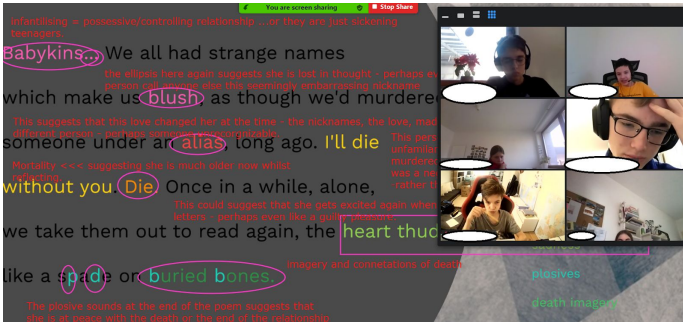 You are screen sharing Stop Share
Infantilising = possessive/controlling relationship ... or they are just sickening
teenagers.
Babykins... We all had strange names
the ellipsis here again suggests she is lost in thought - perhaps
person call anyone else this seemingly embarrassing nickname
which make us blush, as though we'd murdered
This suggests that this love changed her at the time - the nicknames, the love, made
different person - perhaps someone unrecognizable.
someone under an alias, long ago. I'll die
This pers
unfamilia
murdere
was a he
rather ta
Mortality <<< suggesting she is much older now whilst
reflecting
without you. Die. Once in a while, alone,
This could suggest that she gets excited again when
letters - perhaps even like a guilty pleasure.
we take them out to read again, the heart thud
sadness
like a spade on buried bones.
imagery and connetations of death
plosives
death imagery
The plosive sounds at the end of the poem suggests that
she is at peace with the death or the end of the relationship